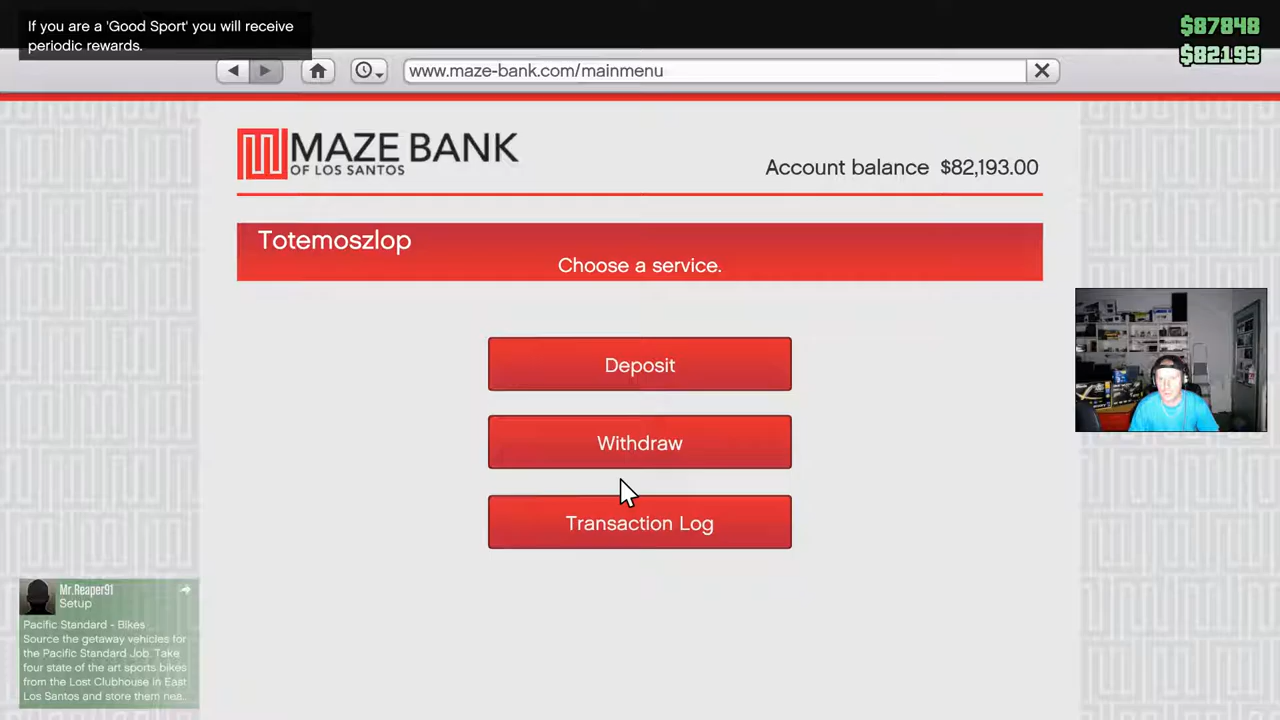 If you are a 'Good Sport' you will receive
periodic rewards.
$87848
$82193
www.maze-bank.com/mainmenu
MAZE BANK
OF LOS SANTOS
Account balance $82,193.00
Totemoszlop
Choose a service.
Deposit
Withdraw
Transaction Log
Mr.Reaper91
Setup
Pacific Standard - Bikes
Source the getaway vehicles for
the Pacific Standard Job. Take
four state of the art sports bikes
from the Lost Clubhouse in East
Los Santos and store them nea...